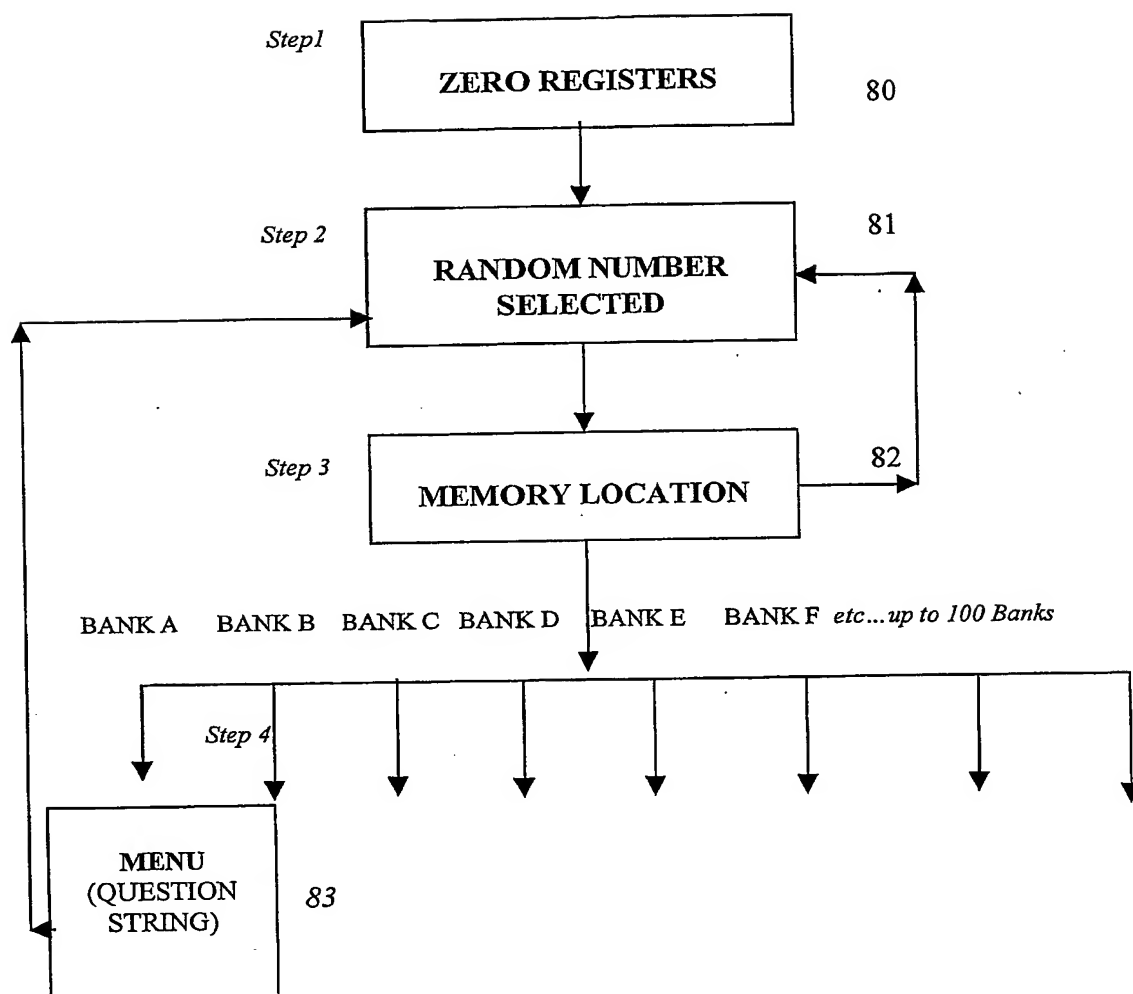 Step1
ZERO REGISTERS
80
Step 2
81
RANDOM NUMBER
SELECTED
Step 3
82
MEMORY LOCATION
BANK A BANK B BANK C BANK D BANK E BANK F etc...up to 100 Banks
Step 4
MENU
(QUESTION
STRING)
83